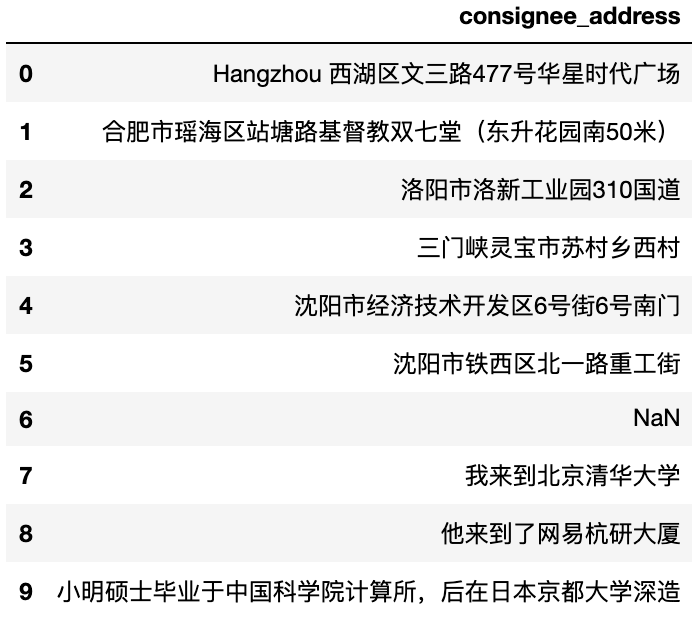 consignee_address
0 Hangzhou 西湖区文三路477号华星时代广场
1 合肥市瑶海区站塘路基督教双七堂（东升花园南50米）
2 洛阳市洛新工业园310国道
3 三门峡灵宝市苏村乡西村
4 沈阳市经济技术开发区6号街6号南门
5 沈阳市铁西区北一路重工街
6 NaN
7 我来到北京清华大学
8 他来到了网易杭研大厦
9 小明硕士毕业于中国科学院计算所，后在日本京都大学深造